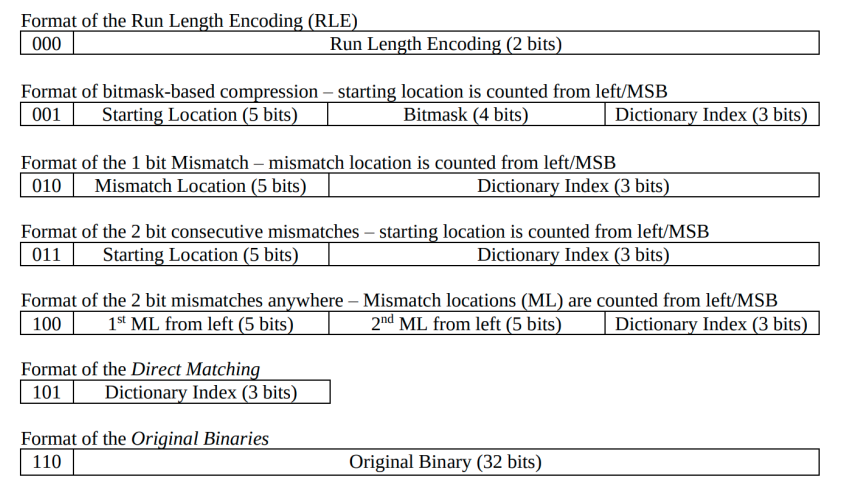 Format of the Run Length Encoding (RLE)
000 Run Length Encoding (2 bits)
Format of bitmask-based compression – starting location is counted from left/MSB
001 Starting Location (5 bits) Bitmask (4 bits) Dictionary Index (3 bits)
Format of the 1 bit Mismatch – mismatch location is counted from left/MSB
010 Mismatch Location (5 bits) Dictionary Index (3 bits)
Format of the 2 bit consecutive mismatches – starting location is counted from left/MSB
011 Starting Location (5 bits) Dictionary Index (3 bits)
Format of the 2 bit mismatches anywhere – Mismatch locations (ML) are counted from left/MSB
100 1st ML from left (5 bits) 2nd ML from left (5 bits) Dictionary Index (3 bits)
Format of the Direct Matching
101 Dictionary Index (3 bits)
Format of the Original Binaries
110 Original Binary (32 bits)